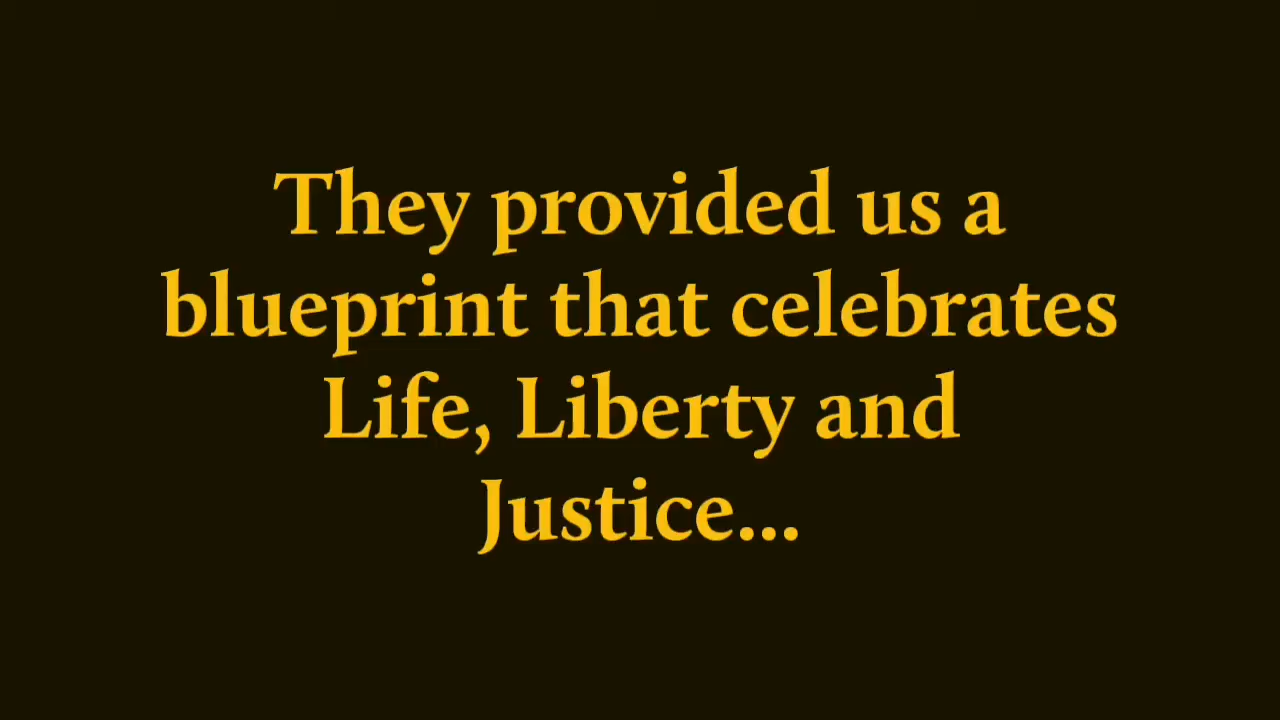 They provided us a
blueprint that celebrates
Life, Liberty and
Justice...